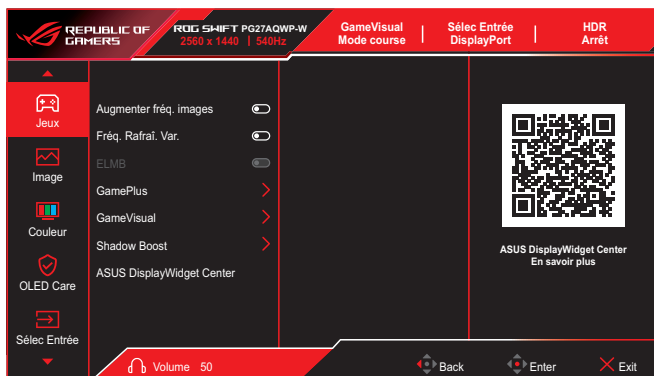 REPUBLIC OF
GAMERS
ROG SWIFT PG27AQWP-W
2560 x 1440 | 540Hz
GameVisual
Mode course
Sélec Entrée
DisplayPort
HDR
Arrêt
Jeux
Image
Couleur
OLED Care
Sélec Entrée
Augmenter fréq. images
Fréq. Rafraî. Var.
ELMB
GamePlus
GameVisual
Shadow Boost
ASUS DisplayWidget Center
ASUS DisplayWidget Center
En savoir plus
Volume 50
Back
Enter
Exit